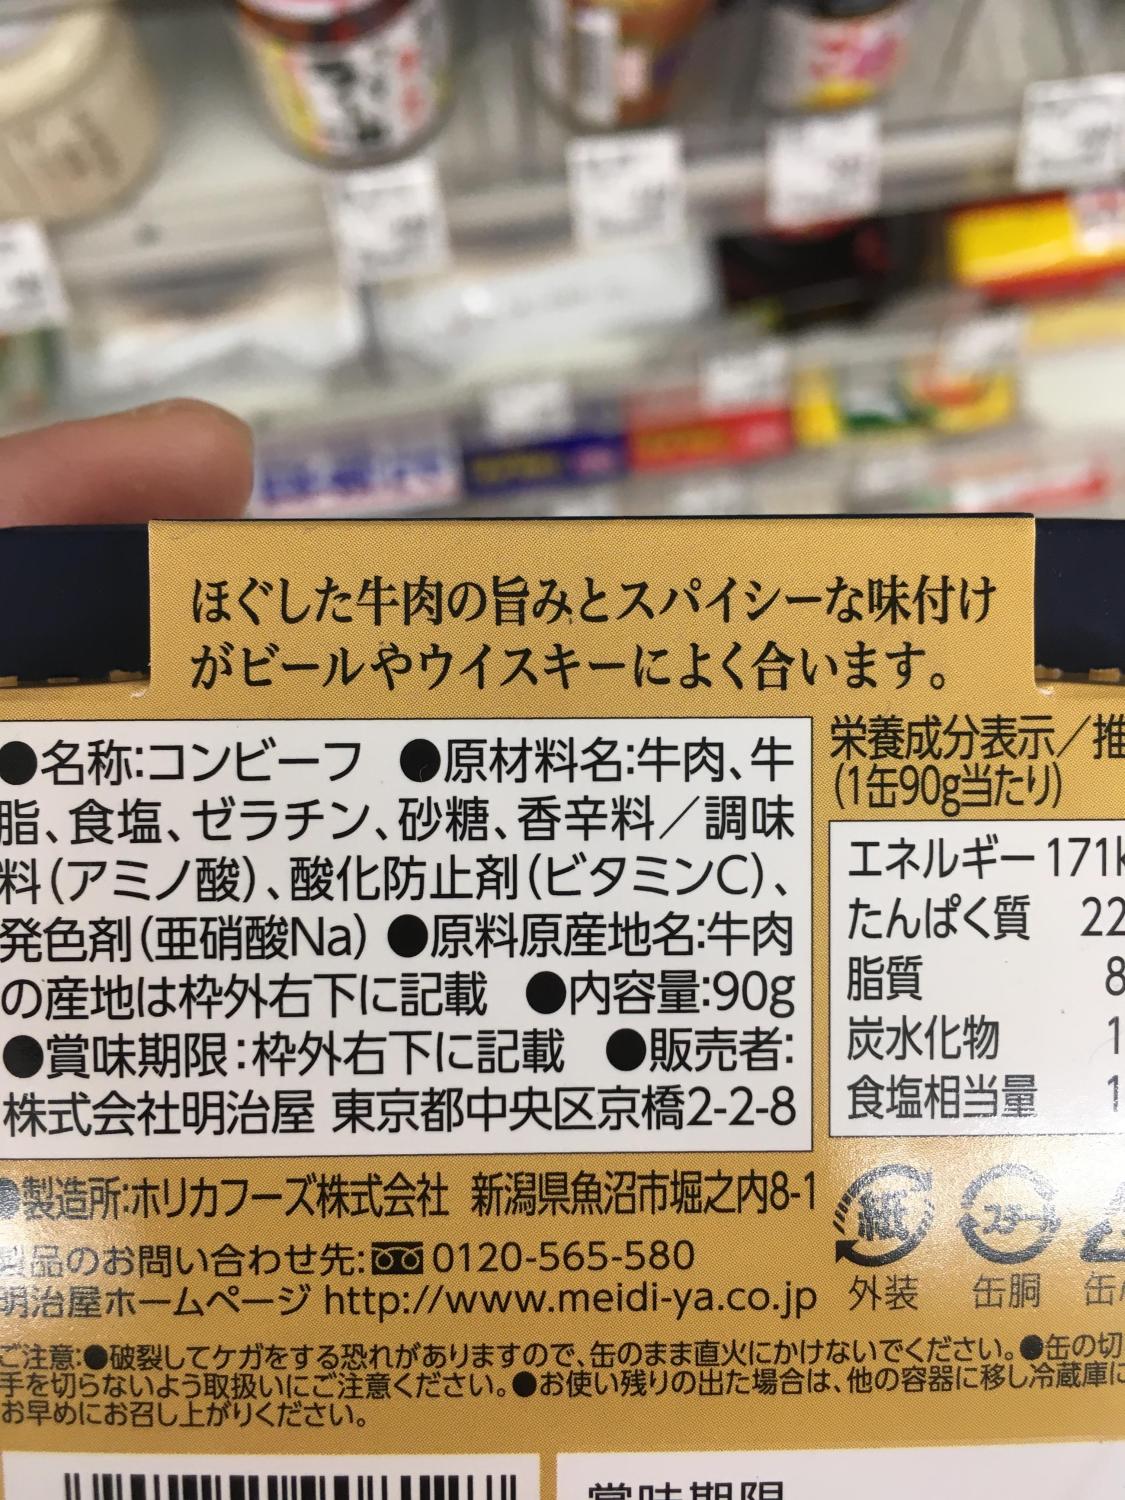 ほぐした牛肉の旨みとスパイシーな味付け
がビールやウイスキーによく合います。
●名称:コンビーフ ●原材料名:牛肉、牛
脂、食塩、ゼラチン、砂糖、香辛料／調味
料(アミノ酸)、酸化防止剤(ビタミンC)、
発色剤(亜硝酸Na) ●原料原産地名:牛肉
の産地は枠外右下に記載 ●内容量:90g
●賞味期限:枠外右下に記載 ●販売者:
株式会社明治屋 東京都中央区京橋2-2-8
●製造所:ホリカフーズ株式会社 新潟県魚沼市堀之内8-1
製品のお問い合わせ先: 0120-565-580
明治屋ホームページ http://www.meidi-ya.co.jp
栄養成分表示／推
(1缶90g当たり)
エネルギー 171k
たんぱく質 22
脂質 8
炭水化物 1
食塩相当量 1
紙 スチール
外装 缶胴 缶
ご注意:●破裂してケガをする恐れがありますので、缶のまま直火にかけないでください。●缶の切
手を切らないよう取扱いにご注意ください。●お使い残りの出た場合は、他の容器に移し冷蔵庫に
お早めにお召し上がりください。
賞味期限